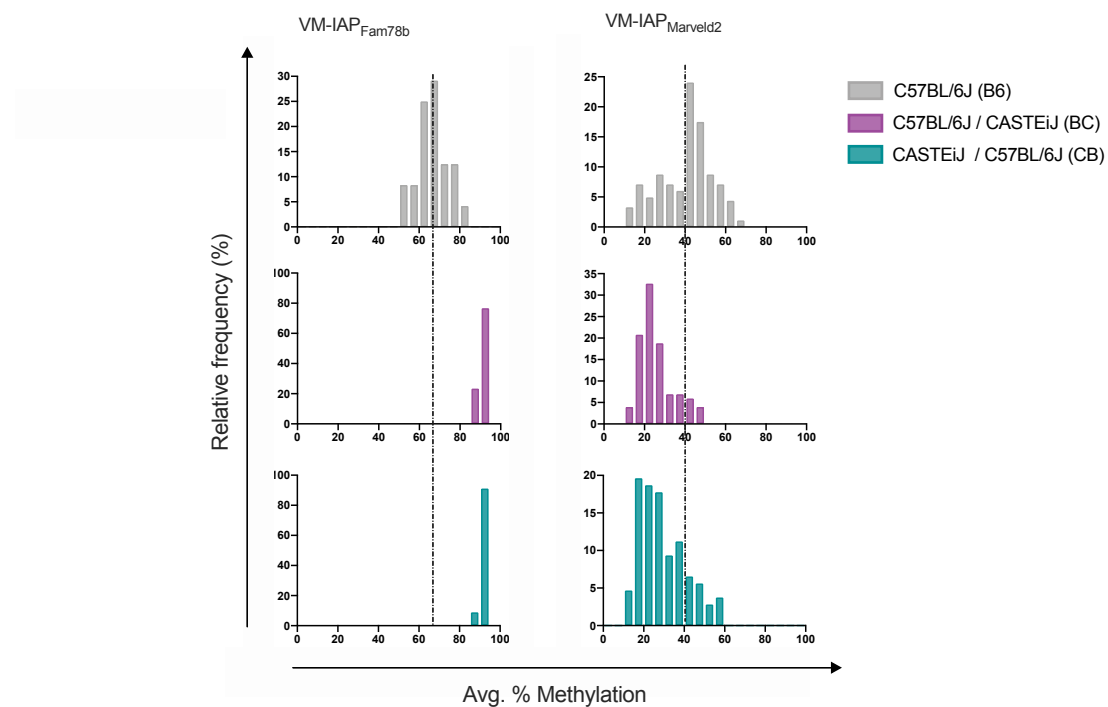 VM-IAPFam78b
VM-IAPMarveld2
C57BL/6J (B6)
C57BL/6J / CASTEiJ (BC)
CASTEiJ / C57BL/6J (CB)
Relative frequency (%)
30
25
20
15
10
5
0
0 20 40 60 80 100
25
20
15
10
5
0
0 20 40 60 80 100
100
80
60
40
20
0
0 20 40 60 80 100
35
30
25
20
15
10
5
0
0 20 40 60 80 100
100
80
60
40
20
0
0 20 40 60 80 100
20
15
10
5
0
0 20 40 60 80 100
Avg. % Methylation